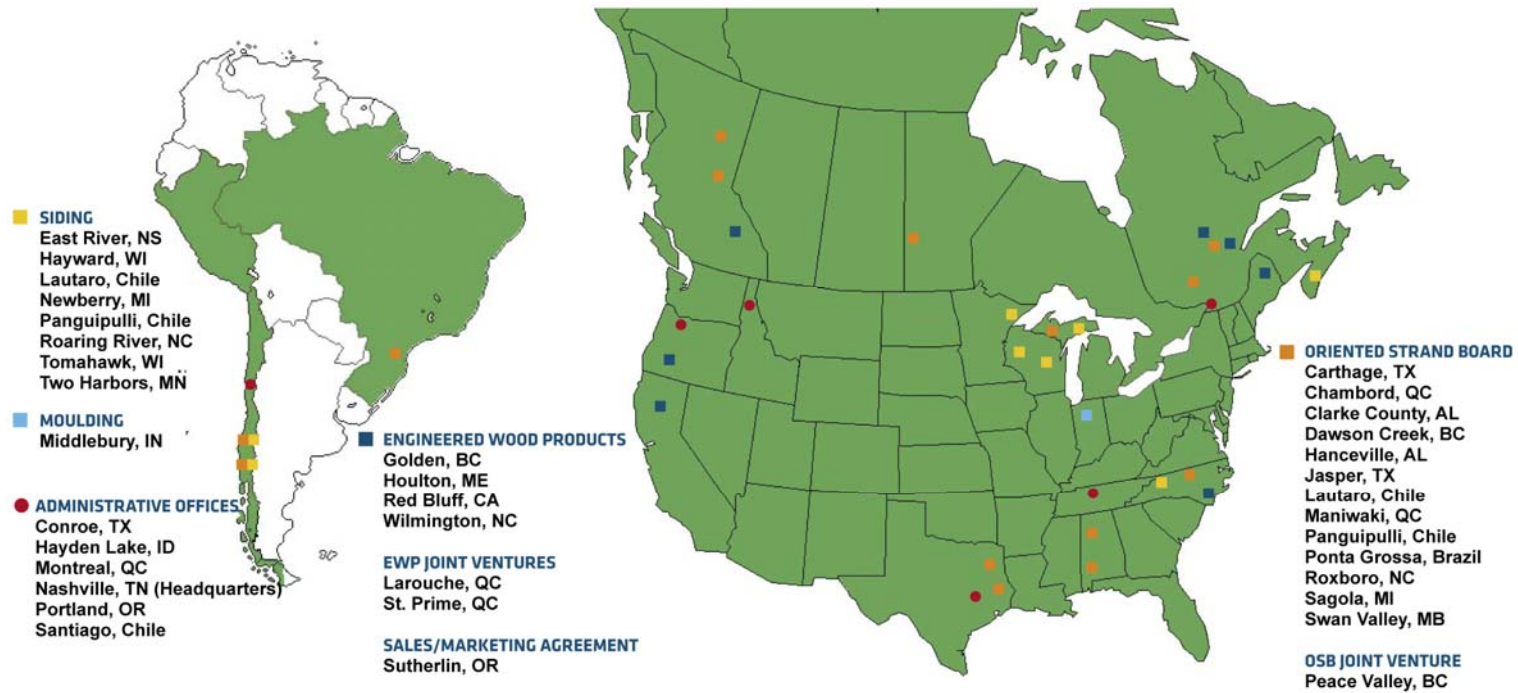 SIDING
East River, NS
Hayward, WI
Lautaro, Chile
Newberry, MI
Panguipulli, Chile
Roaring River, NC
Tomahawk, WI
Two Harbors, MN
MOULDING
Middlebury, IN
ADMINISTRATIVE OFFICES
Conroe, TX
Hayden Lake, ID
Montreal, QC
Nashville, TN (Headquarters)
Portland, OR
Santiago, Chile
ENGINEERED WOOD PRODUCTS
Golden, BC
Houlton, ME
Red Bluff, CA
Wilmington, NC
EWP JOINT VENTURES
Larouche, QC
St. Prime, QC
SALES/MARKETING AGREEMENT
Sutherlin, OR
ORIENTED STRAND BOARD
Carthage, TX
Chambord, QC
Clarke County, AL
Dawson Creek, BC
Hanceville, AL
Jasper, TX
Lautaro, Chile
Maniwaki, QC
Panguipulli, Chile
Ponta Grossa, Brazil
Roxboro, NC
Sagola, MI
Swan Valley, MB
OSB JOINT VENTURE
Peace Valley, BC